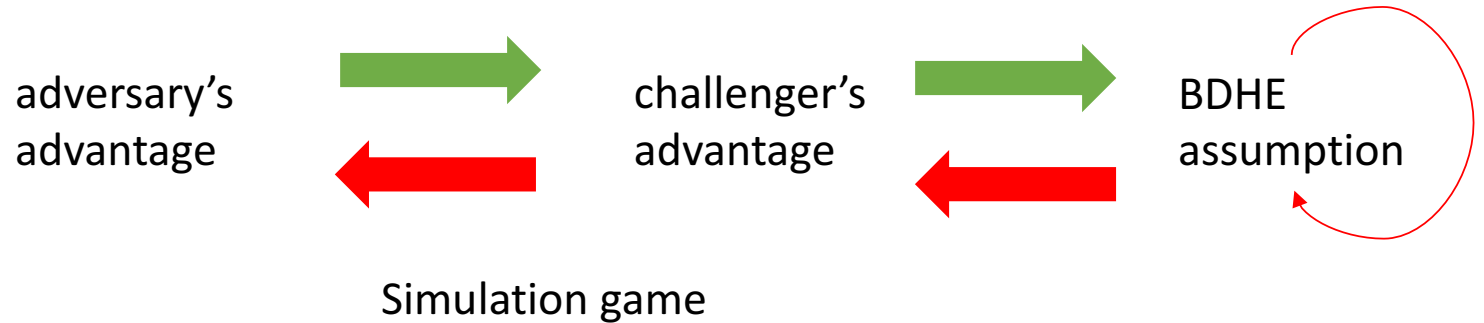 adversary's
advantage
challenger's
advantage
BDHE
assumption
Simulation game